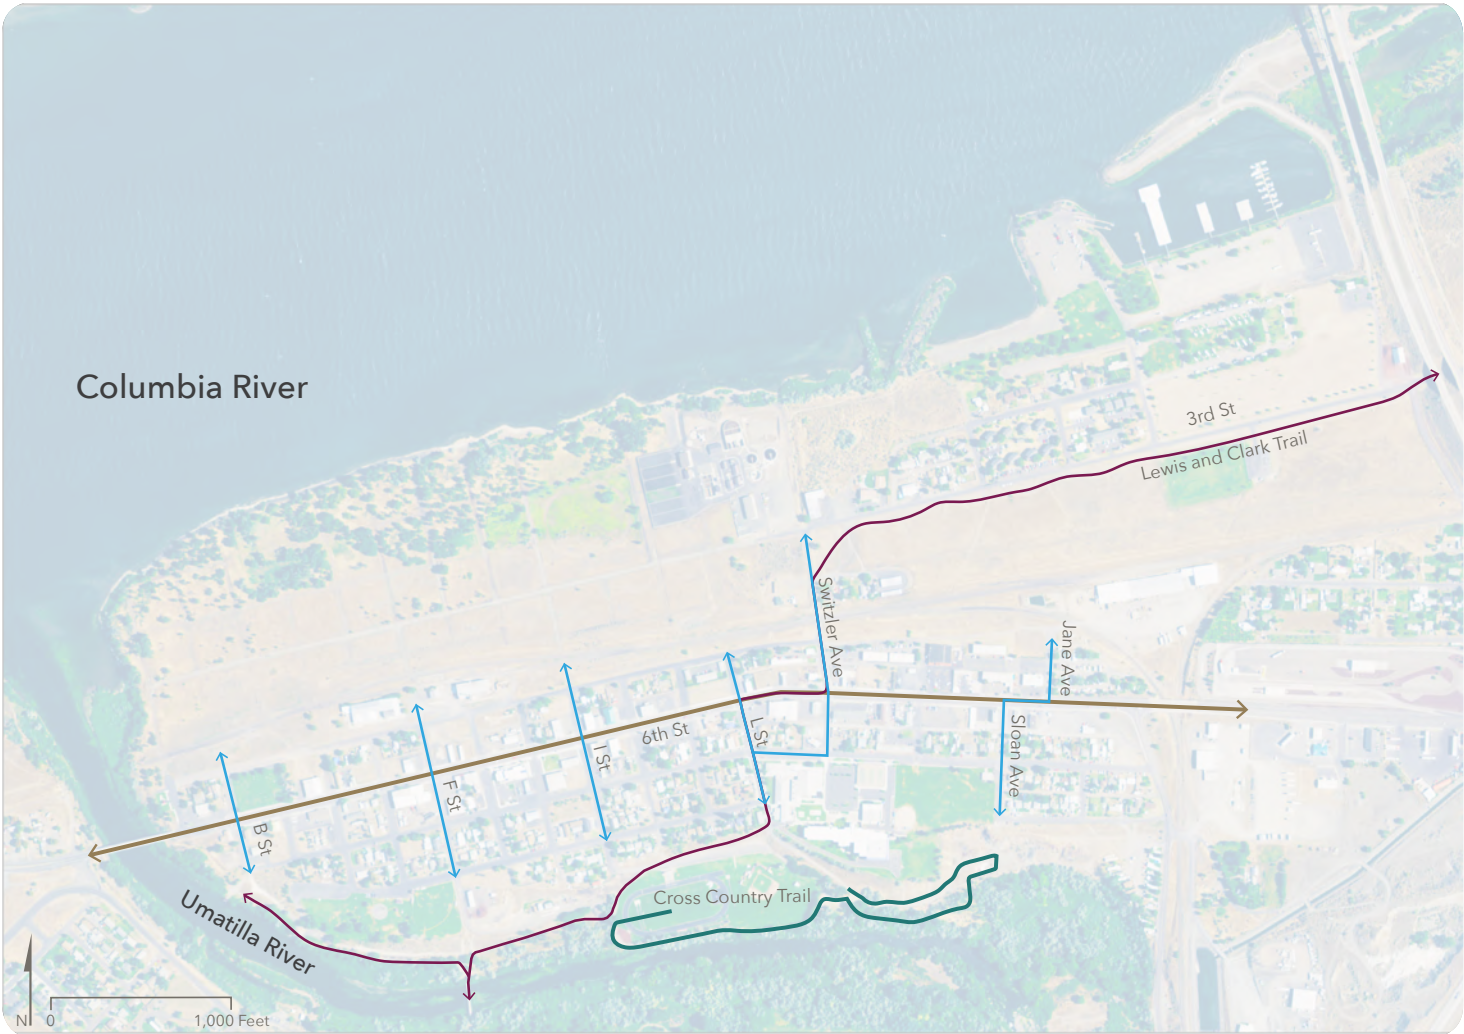 Columbia River
3rd St
Lewis and Clark Trail
Switzler Ave
Jane Ave
6th St
L St
I St
Sloan Ave
F St
B St
Cross Country Trail
Umatilla River
N 0 1,000 Feet